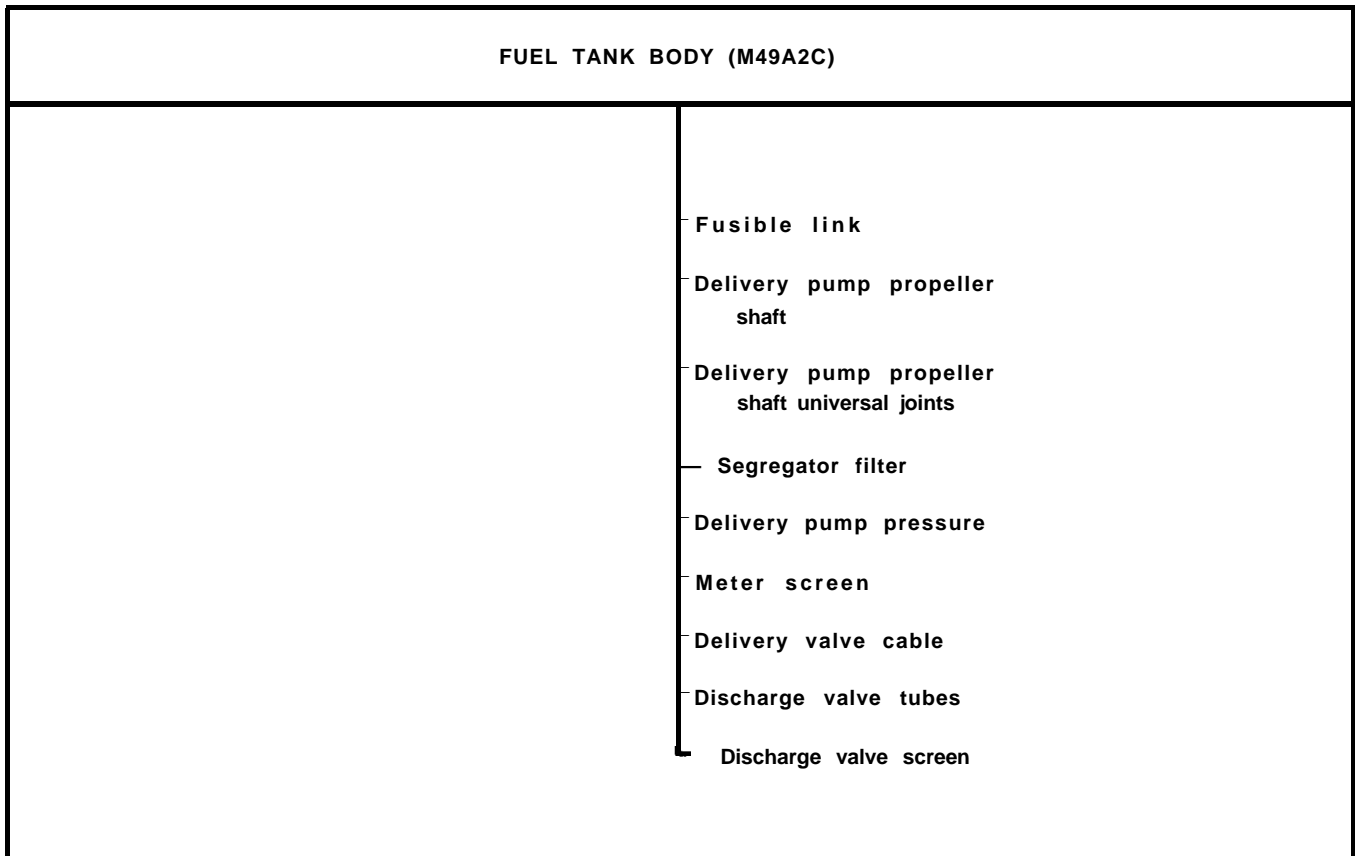 FUEL TANK BODY (M49A2C)
Fusible link
Delivery pump propeller
shaft
Delivery pump propeller
shaft universal joints
Segregator filter
Delivery pump pressure
Meter screen
Delivery valve cable
Discharge valve tubes
Discharge valve screen